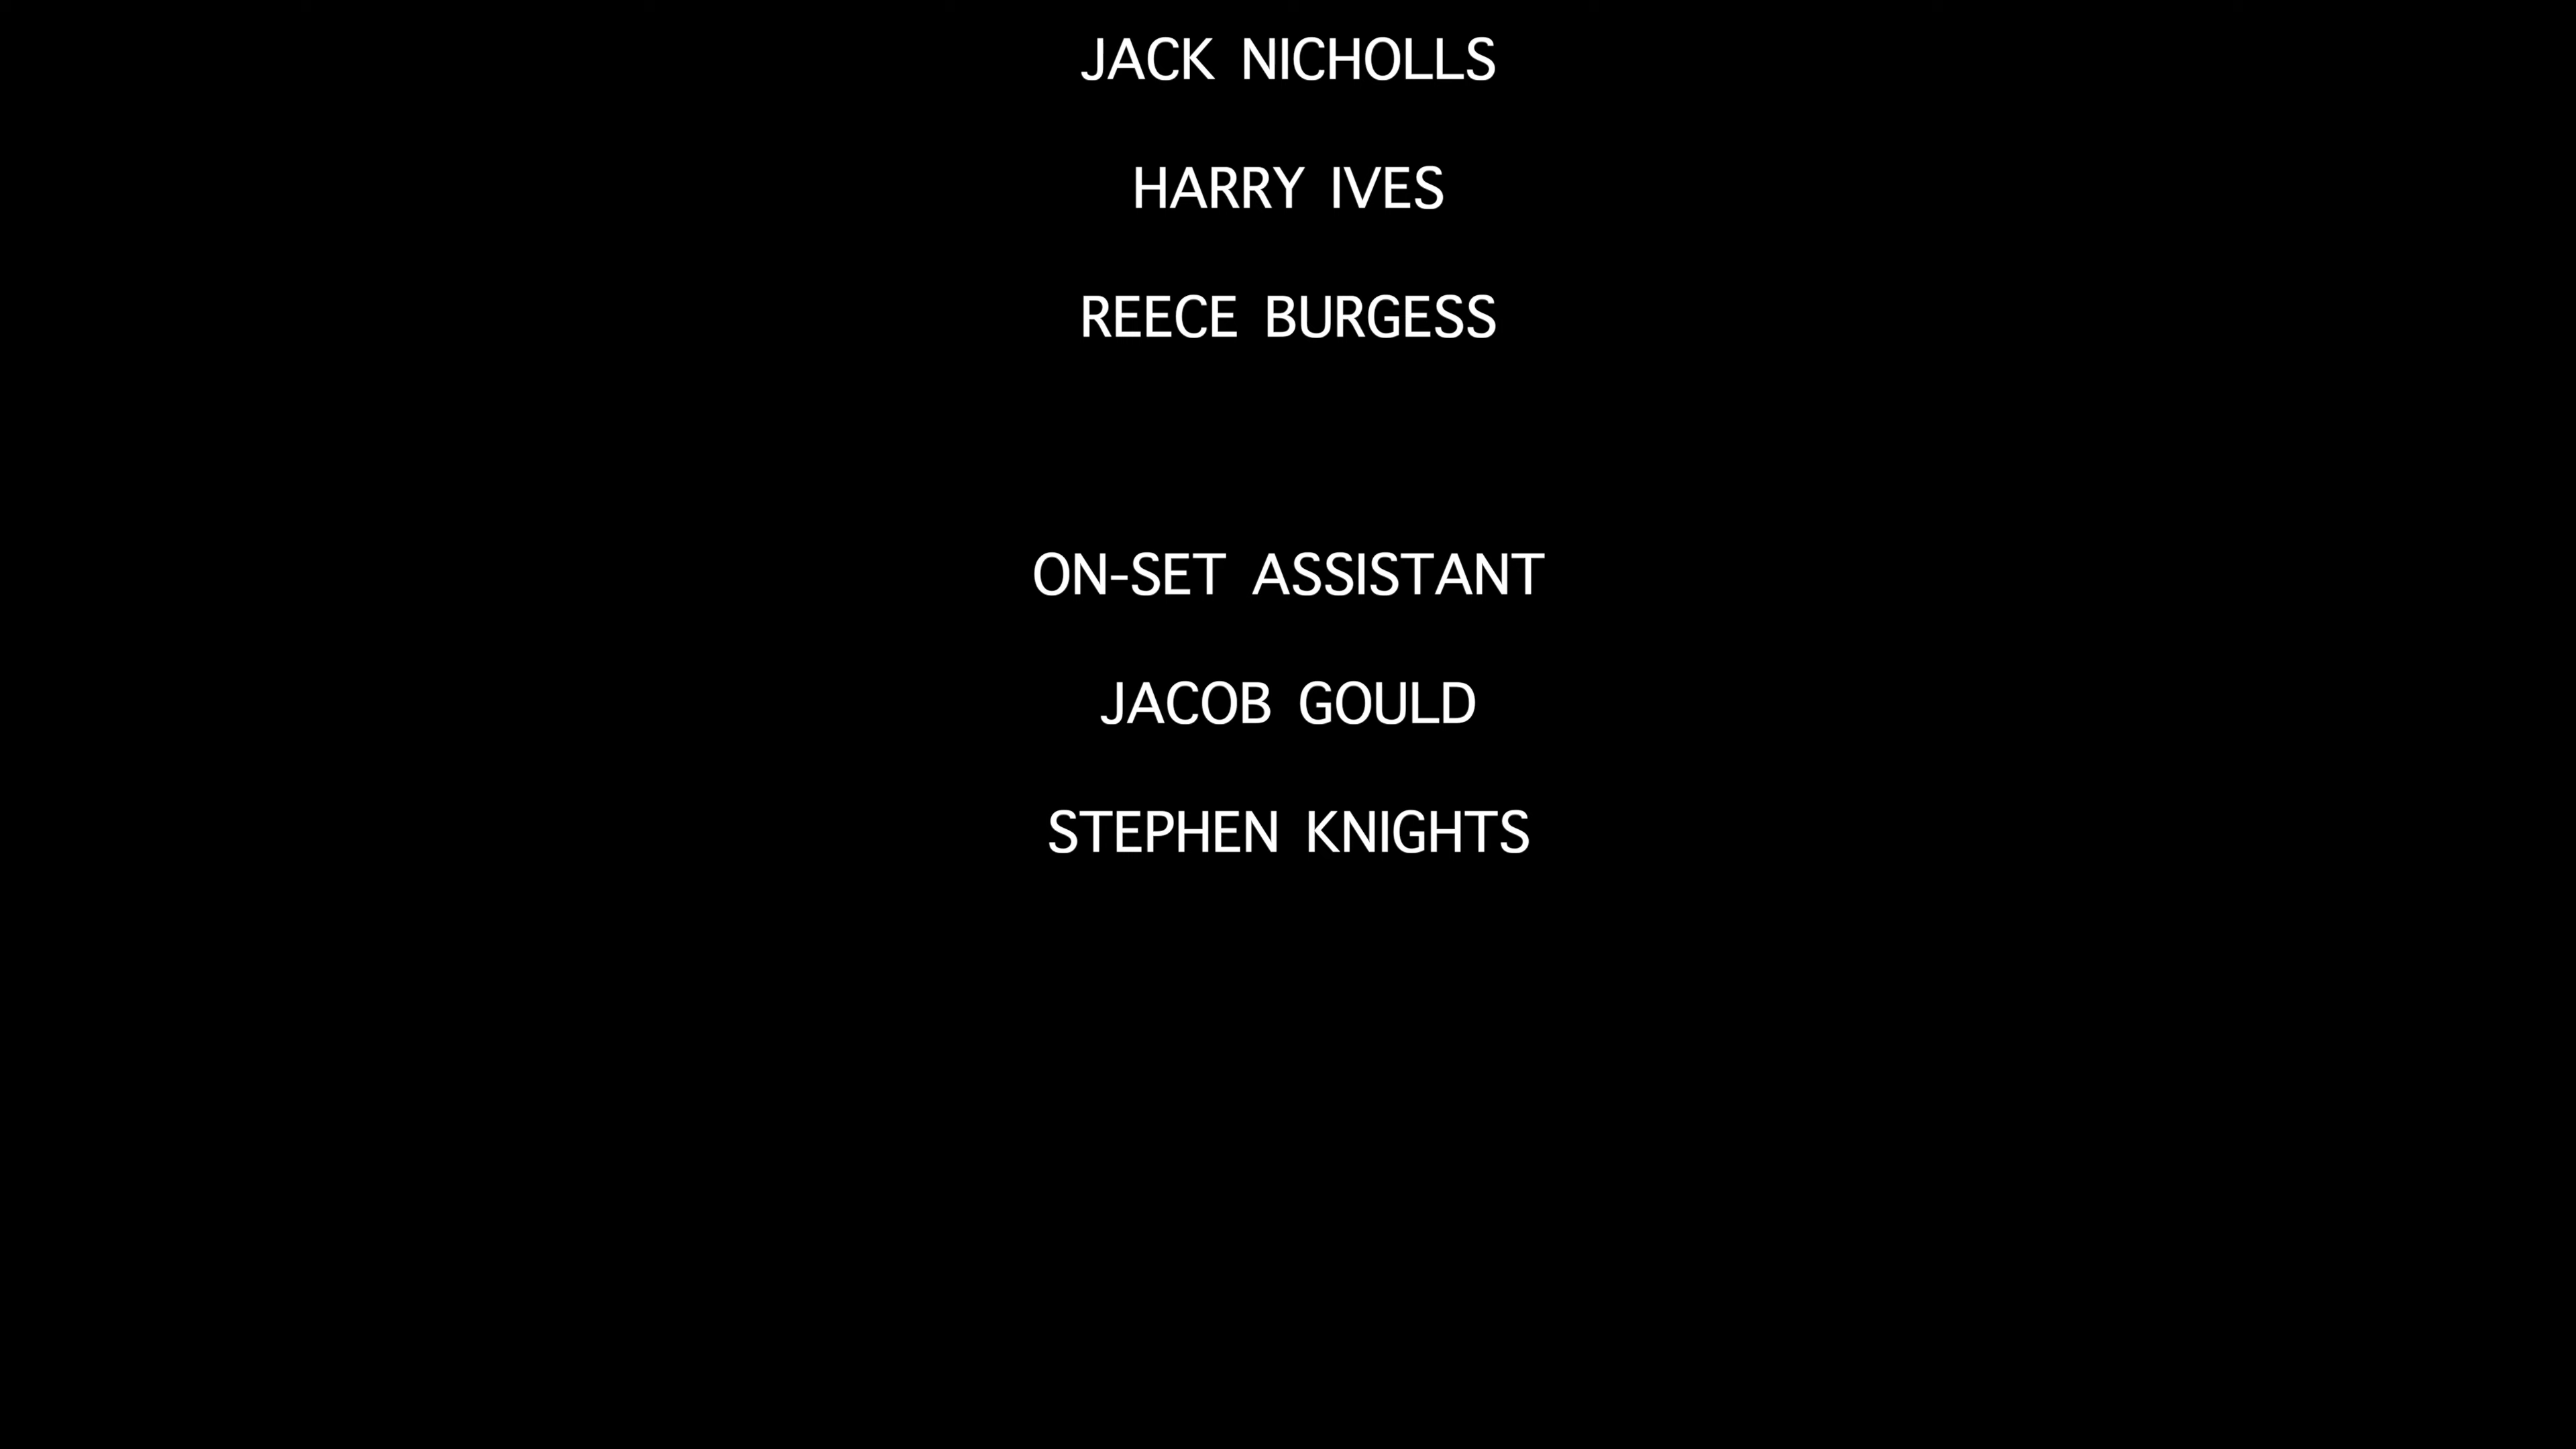 JACK NICHOLLS
HARRY IVES
REECE BURGESS
ON-SET ASSISTANT
JACOB GOULD
STEPHEN KNIGHTS